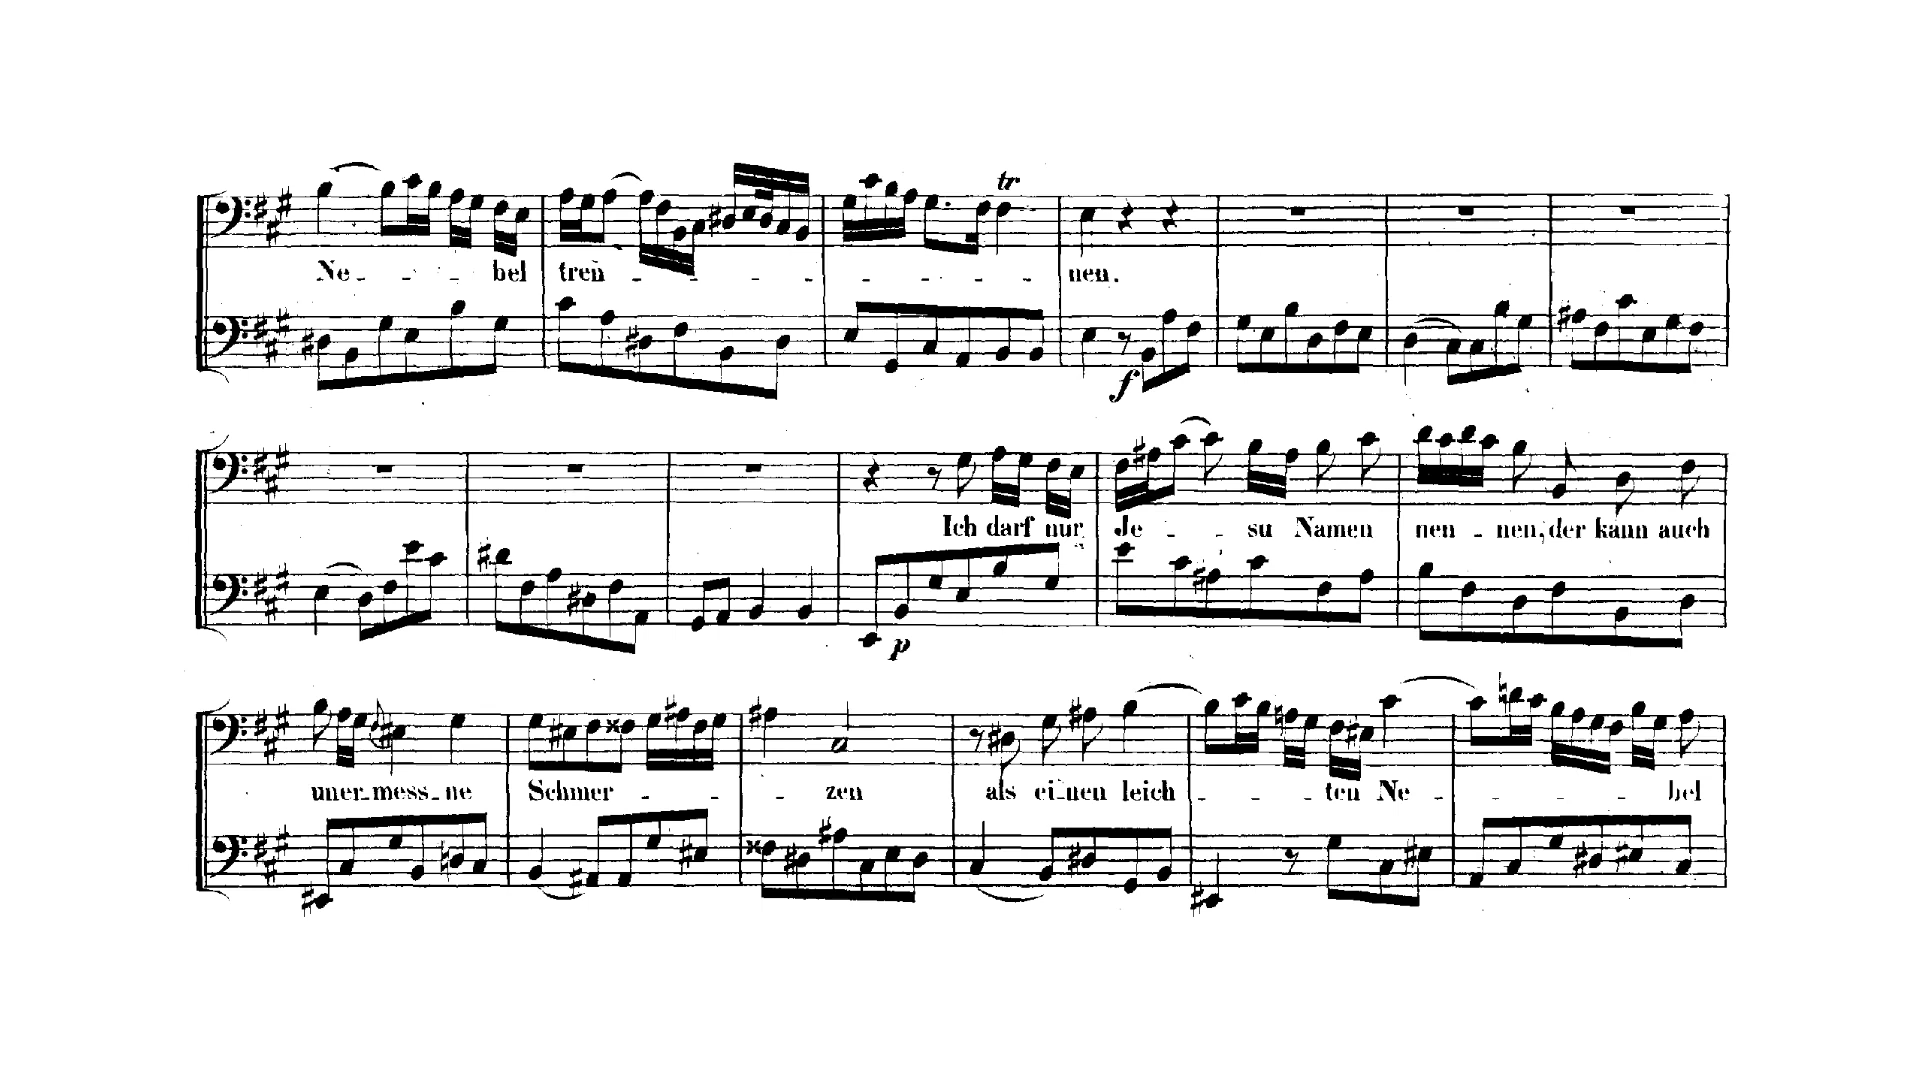 tr
Ne - - - bel tren - - - - - - - - - nen.
f
Ich darf nur Je - - su Namen nen - nen, der kann auch
p
uner - mess - ne Schmer - - - - zen als ei - nen leich - - - ten Ne - - - - - bel